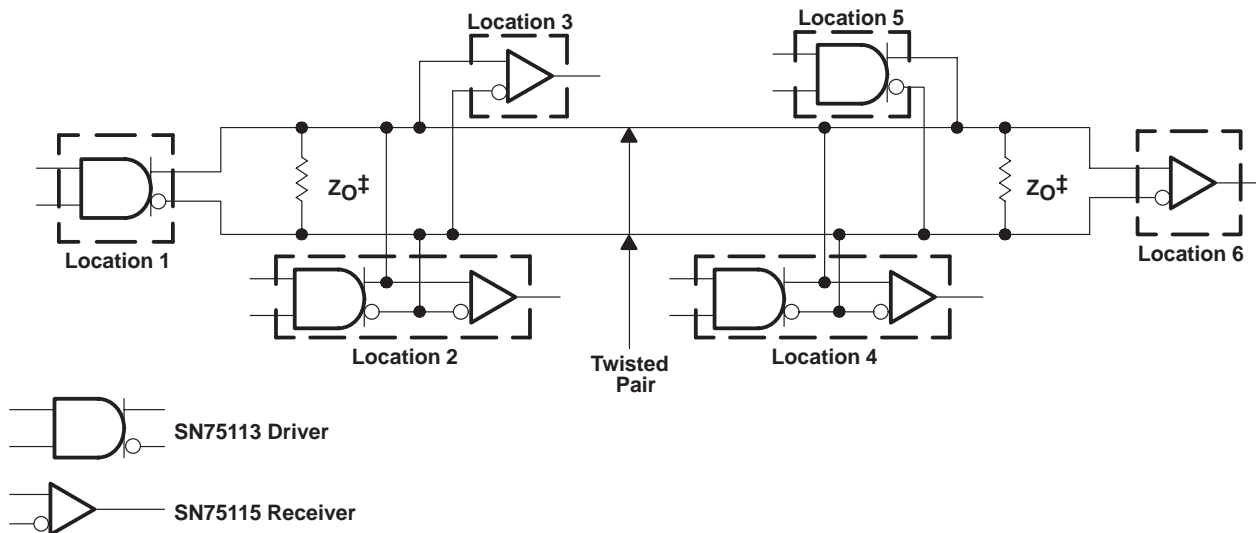 Location 3
Location 5
Location 1
ZO‡
ZO‡
Location 6
Location 2
Twisted
Pair
Location 4
SN75113 Driver
SN75115 Receiver